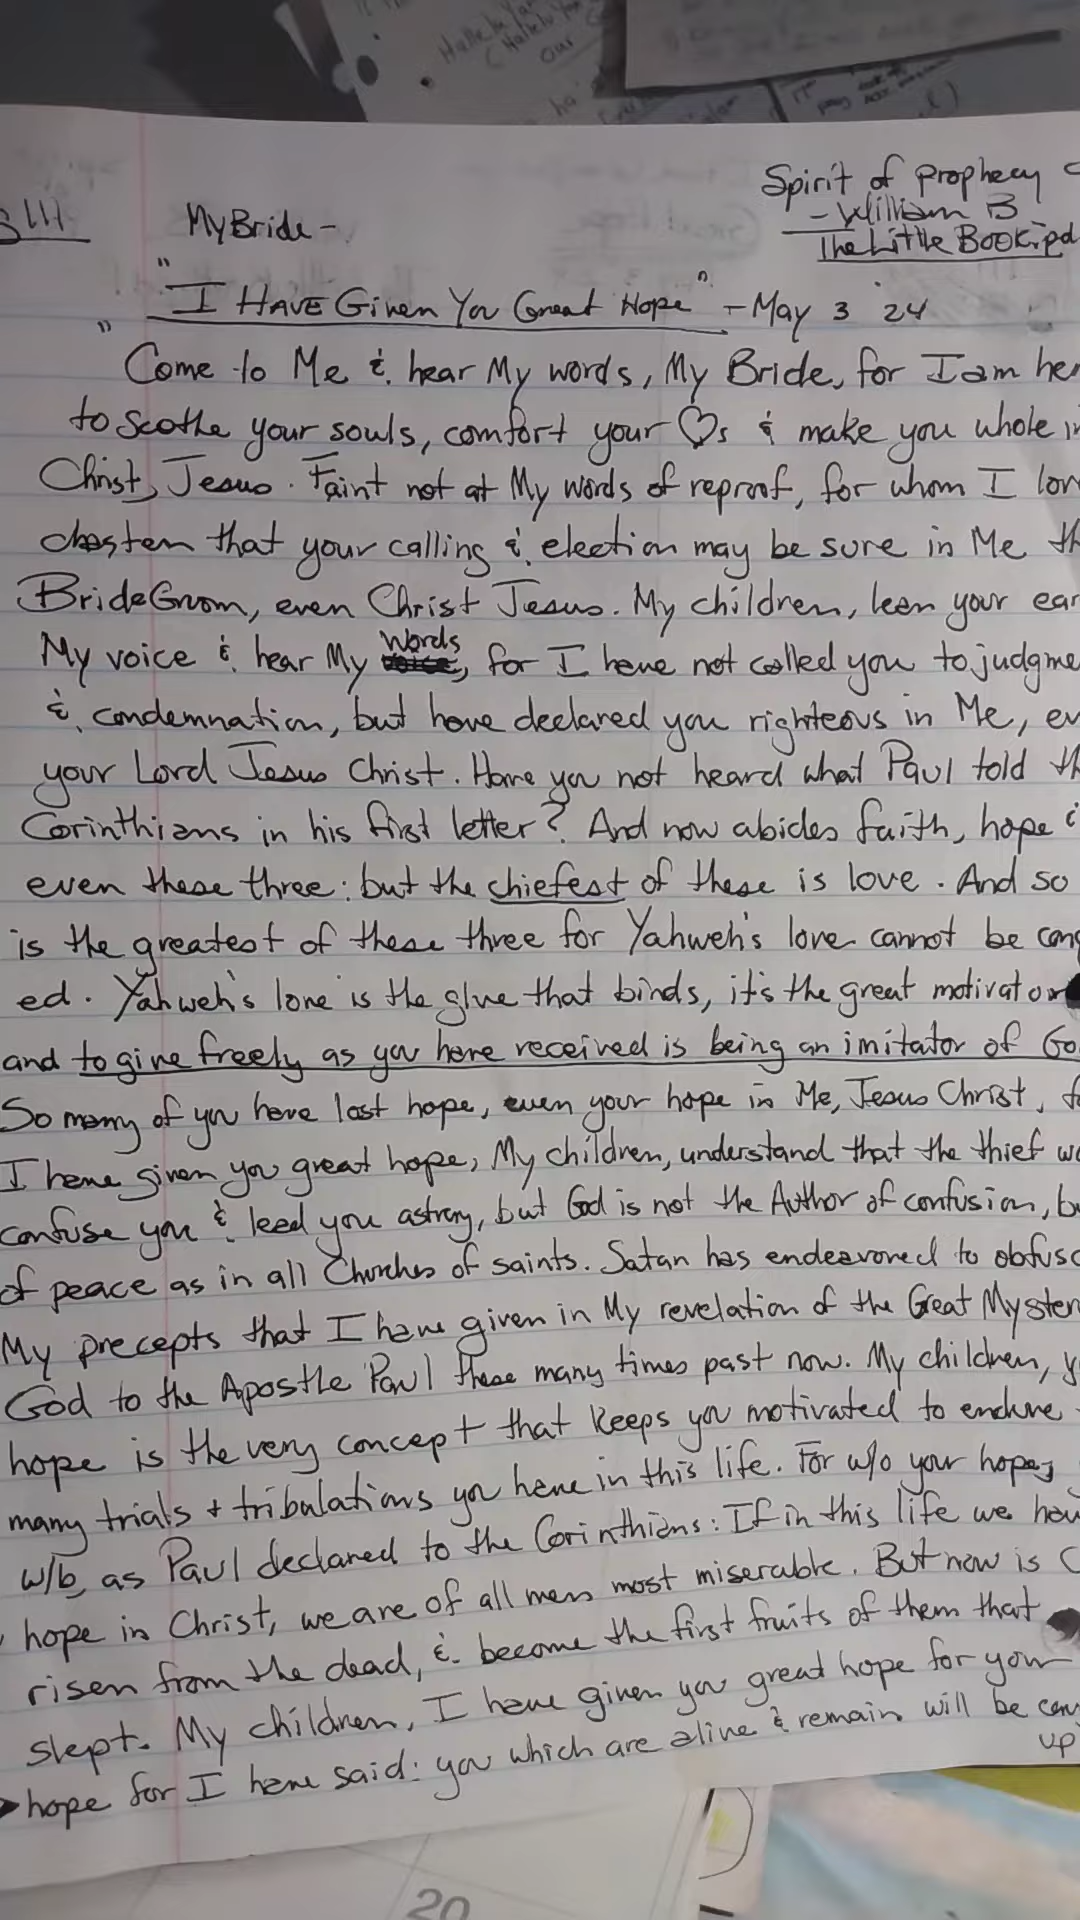 Spirit of Prophecy
- William B
The Little Book
My Bride -
"I HAVE Given You Great Hope" - May 3 '24
" Come to Me & hear My words, My Bride, for I am
to soothe your souls, comfort your ♡s & make you whole
Christ, Jesus. Faint not at My words of reproof, for whom I
chasten that your calling & election may be sure in Me
BrideGroom, even Christ Jesus. My children, lean your
My voice & hear My words, for I have not called you to
& condemnation, but have declared you righteous in Me,
your Lord Jesus Christ. Have you not heard what Paul told
Corinthians in his first letter? And now abides faith, hope &
even these three: but the chiefest of these is love. And so
is the greatest of these three for Yahweh's love cannot be
ed. Yahweh's love is the glue that binds, it's the great motivator
and to give freely as you have received is being an imitator of
So many of you have lost hope, even your hope in Me, Jesus Christ,
I have given you great hope, My children, understand that the thief
confuse you & lead you astray, but God is not the Author of confusion,
of peace as in all Churches of saints. Satan has endeavored to
My precepts that I have given in My revelation of the Great
God to the Apostle Paul these many times past now. My children,
hope is the very concept that keeps you motivated to endure
many trials + tribulations you have in this life. For w/o your hope,
w/b, as Paul declared to the Corinthians: If in this life we
hope in Christ, we are of all men most miserable. But now is
risen from the dead, & become the first fruits of them that
slept. My children, I have given you great hope for your
hope for I have said: you which are alive & remain will be
up
20